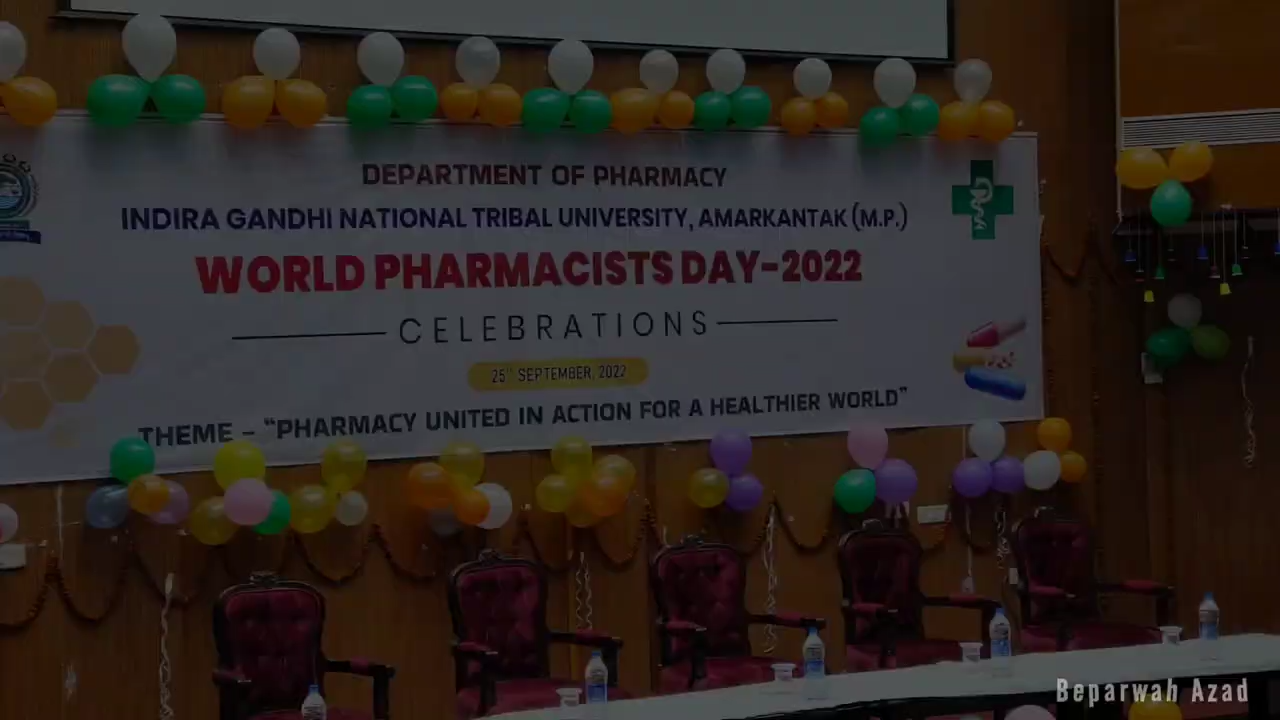 DEPARTMENT OF PHARMACY
INDIRA GANDHI NATIONAL TRIBAL UNIVERSITY, AMARKANTAK (M.P.)
WORLD PHARMACISTS DAY-2022
CELEBRATIONS
25TH SEPTEMBER, 2022
THEME – "PHARMACY UNITED IN ACTION FOR A HEALTHIER WORLD"
Beparwah Azad